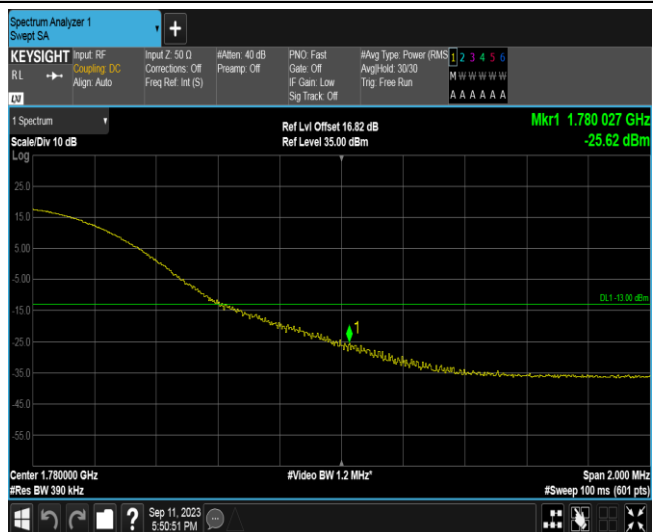 Spectrum Analyzer 1
Swept SA
+
KEYSIGHT
RL
LXI
Input: RF
Coupling: DC
Align: Auto
Input Z: 50 Ω
Corrections: Off
Freq Ref: Int (S)
#Atten: 40 dB
Preamp: Off
PNO: Fast
Gate: Off
IF Gain: Low
Sig Track: Off
#Avg Type: Power (RMS
Avg|Hold: 30/30
Trig: Free Run
1 2 3 4 5 6
M W W W W W
A A A A A A
1 Spectrum
Scale/Div 10 dB
Log
Ref Lvl Offset 16.82 dB
Ref Level 35.00 dBm
Mkr1 1.780 027 GHz
-25.62 dBm
25.0
15.0
5.00
-5.00
-15.0
-25.0
-35.0
-45.0
-55.0
DL1 -13.00 dBm
1
Center 1.780000 GHz
#Res BW 390 kHz
#Video BW 1.2 MHz*
Span 2.000 MHz
#Sweep 100 ms (601 pts)
?
Sep 11, 2023
5:50:51 PM